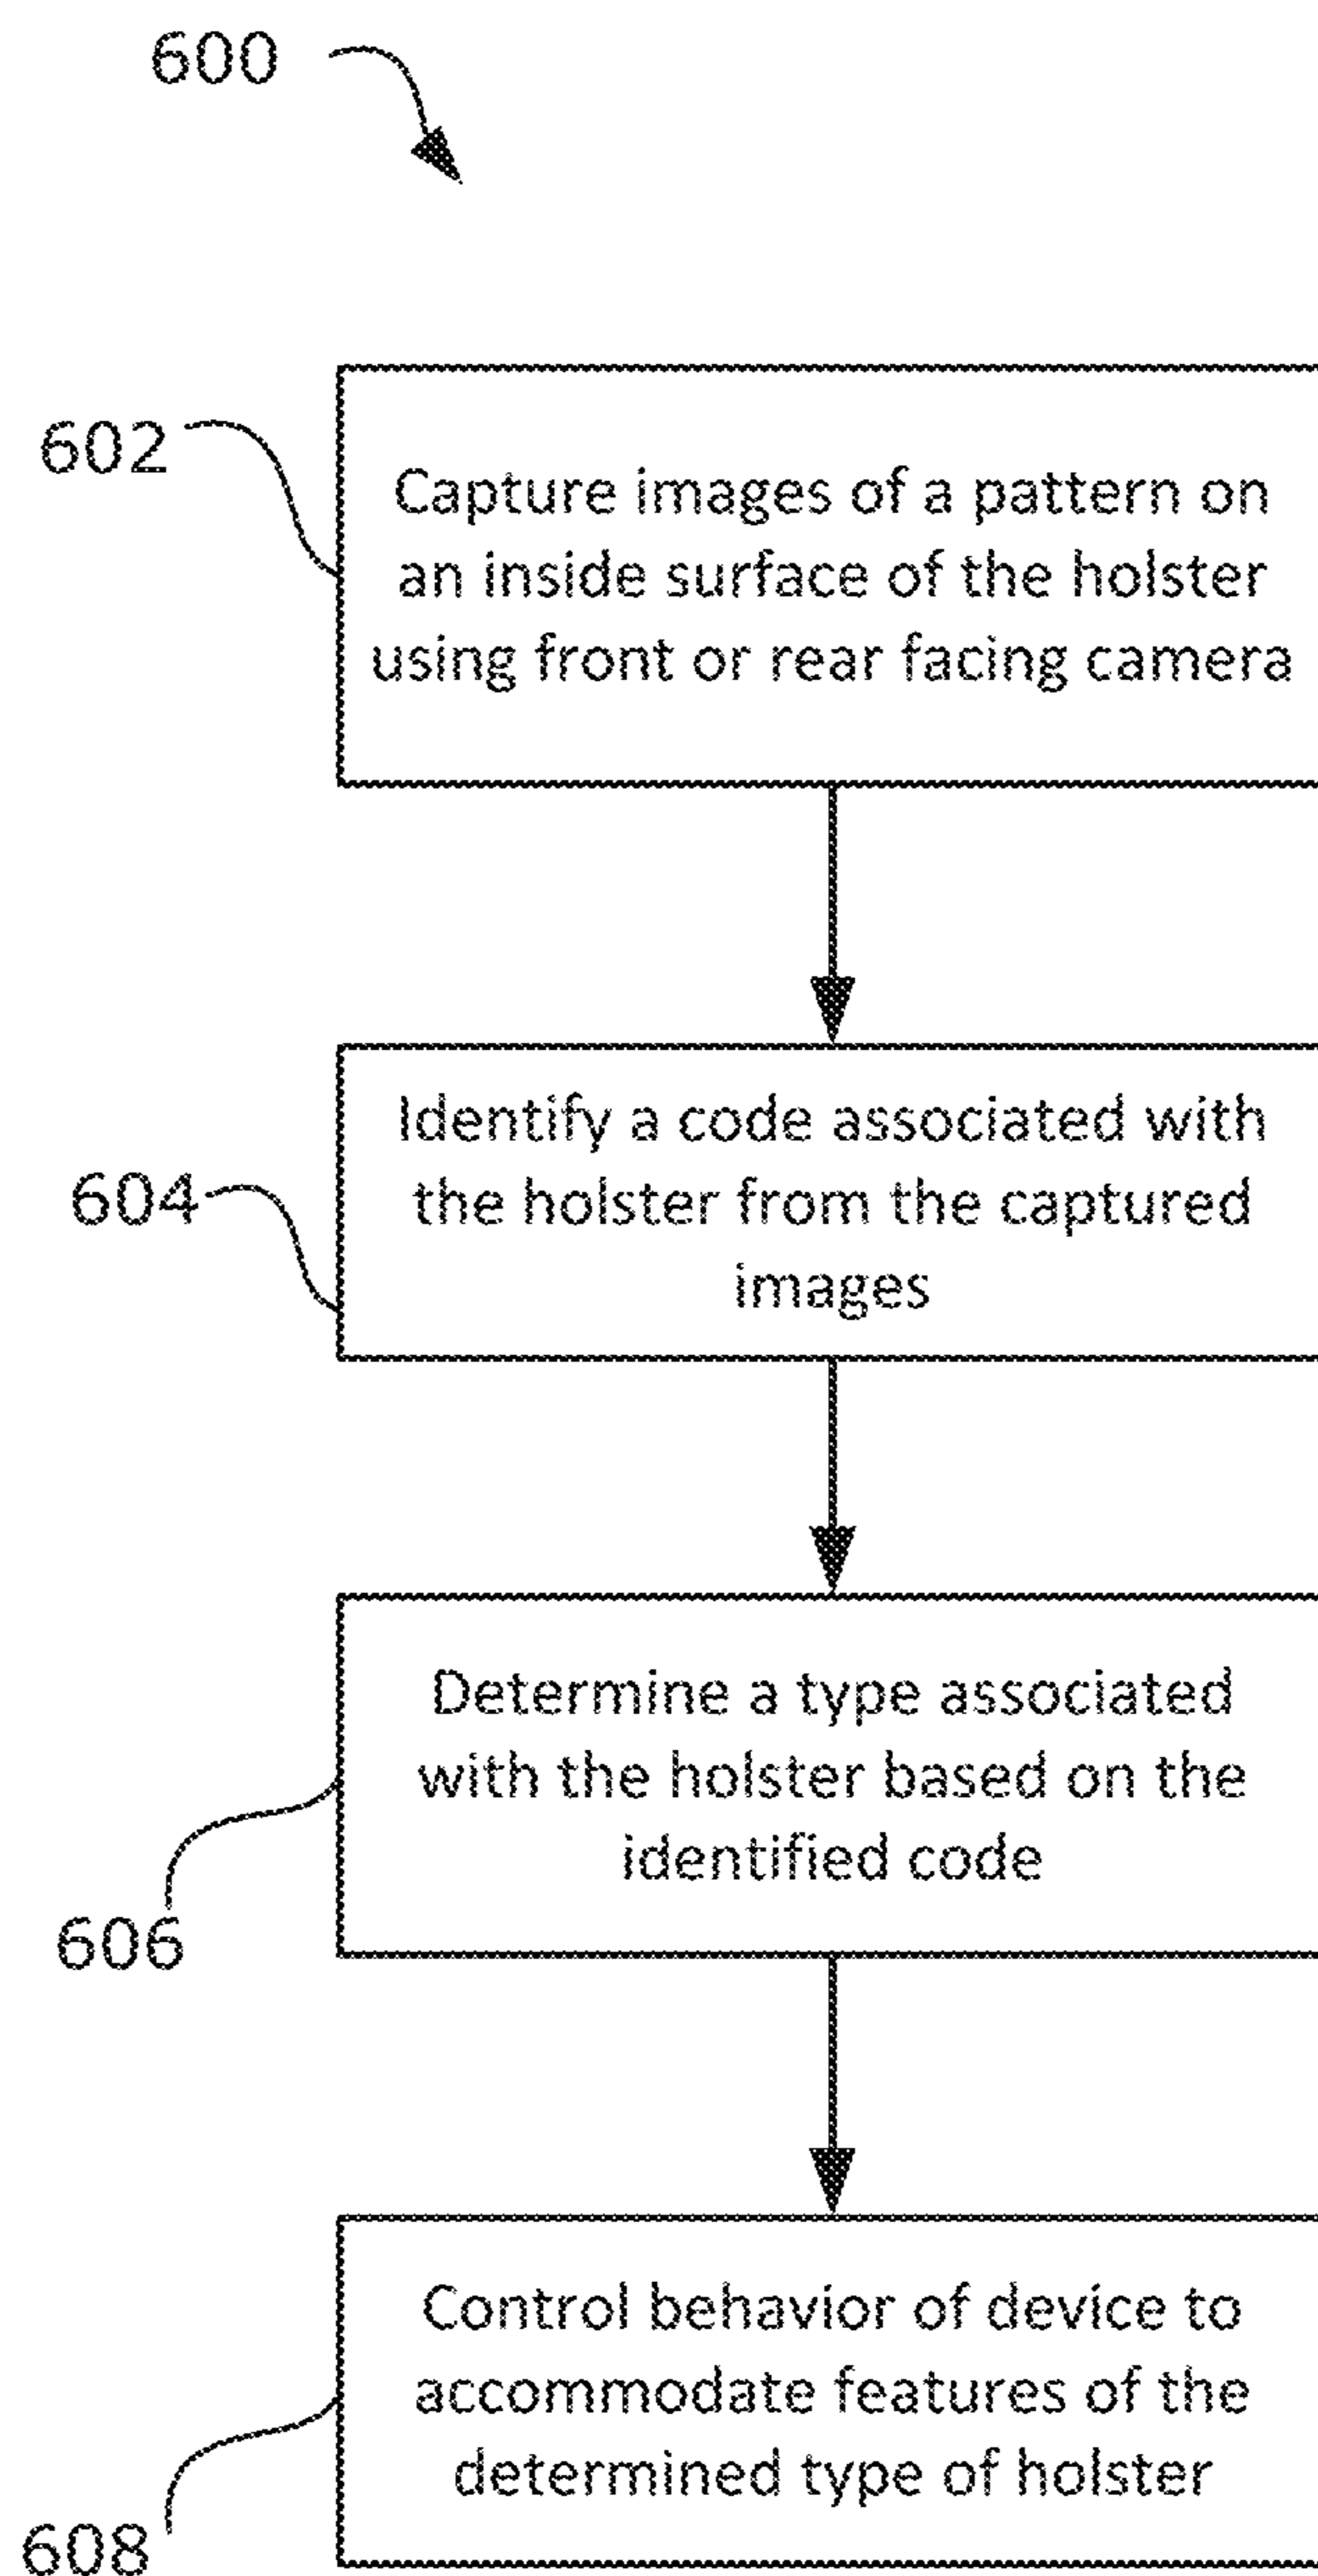 600
602
Capture images of a pattern on
an inside surface of the holster
using front or rear facing camera
604
Identify a code associated with
the holster from the captured
images
606
Determine a type associated
with the holster based on the
identified code
608
Control behavior of device to
accommodate features of the
determined type of holster